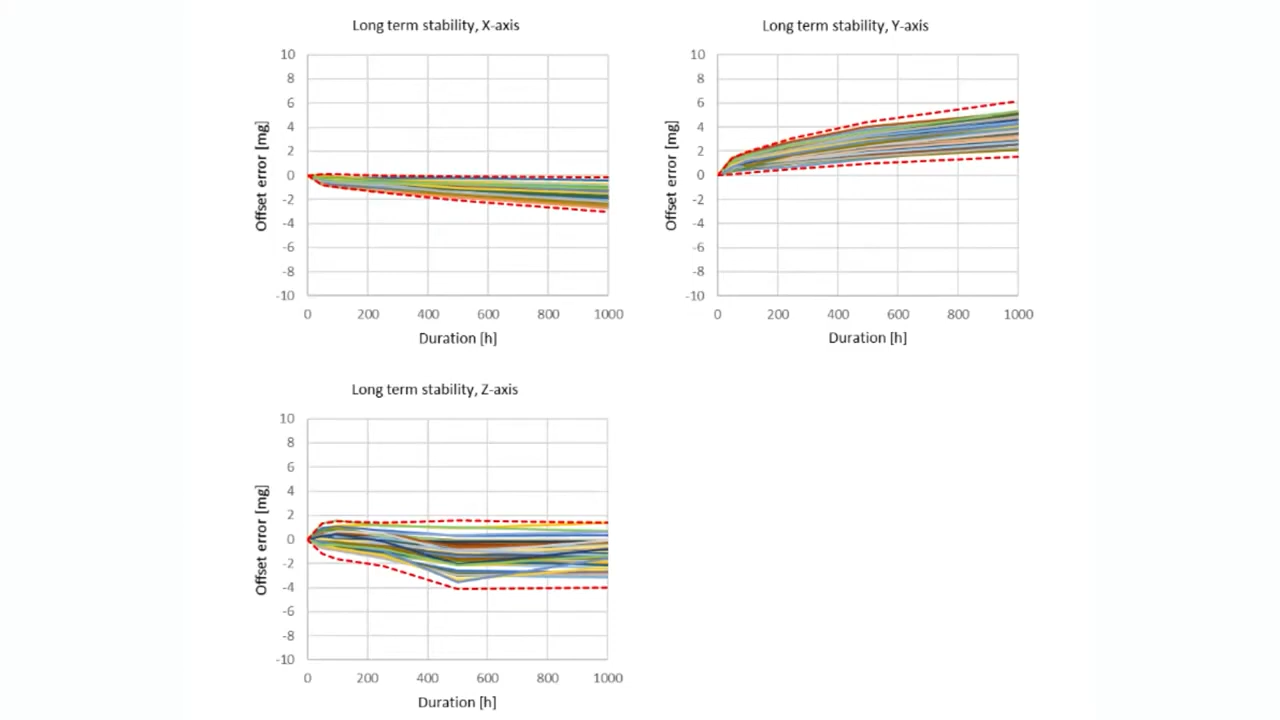 Long term stability, X-axis
10
8
6
4
2
0
-2
-4
-6
-8
-10
Offset error [mg]
0 200 400 600 800 1000
Duration [h]
Long term stability, Y-axis
10
8
6
4
2
0
-2
-4
-6
-8
-10
Offset error [mg]
0 200 400 600 800 1000
Duration [h]
Long term stability, Z-axis
10
8
6
4
2
0
-2
-4
-6
-8
-10
Offset error [mg]
0 200 400 600 800 1000
Duration [h]